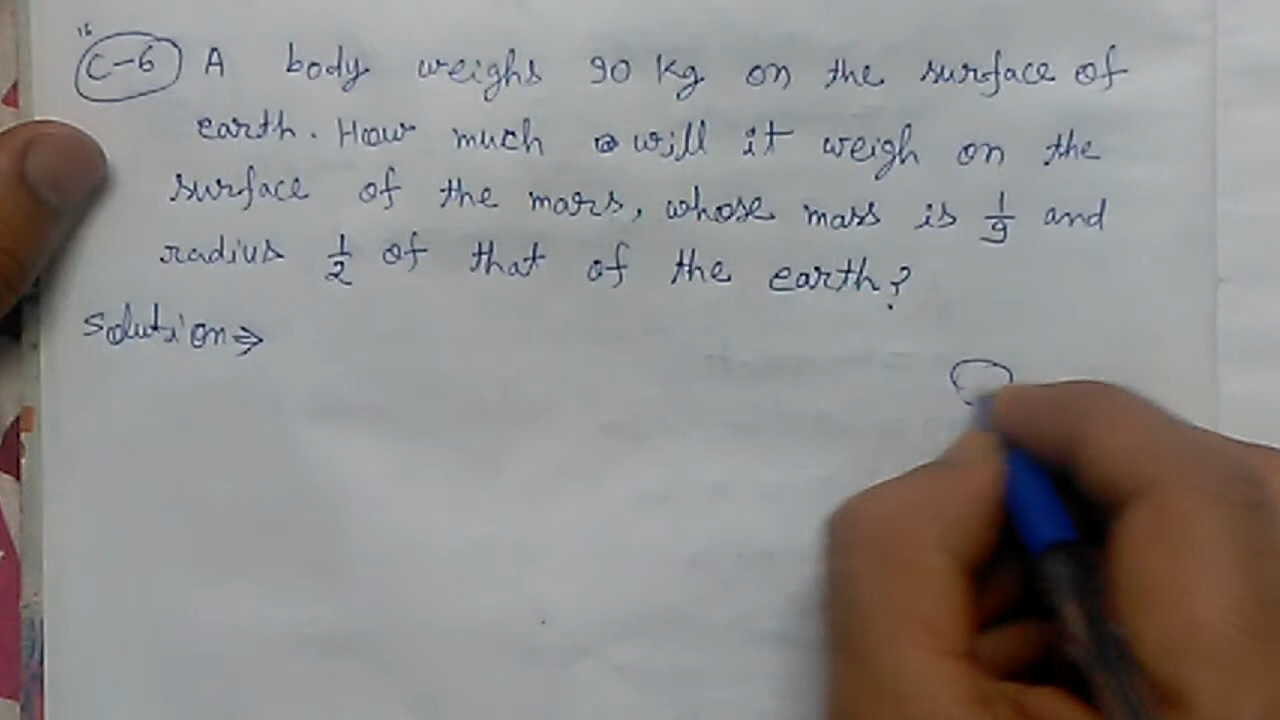 16
C-6 A body weighs 90 kg on the surface of
earth. How much will it weigh on the
surface of the mars, whose mass is 1/9 and
radius 1/2 of that of the earth?
Solution ⇒